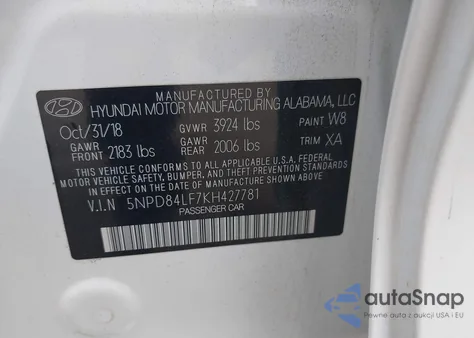 MANUFACTURED BY
HYUNDAI MOTOR MANUFACTURING ALABAMA, LLC
Oct/31/18 GVWR 3924 lbs PAINT W8
GAWR FRONT 2183 lbs GAWR REAR 2006 lbs TRIM XA
THIS VEHICLE CONFORMS TO ALL APPLICABLE U.S.A. FEDERAL
MOTOR VEHICLE SAFETY, BUMPER, AND THEFT PREVENTION STANDARDS
IN EFFECT ON THE DATE OF MANUFACTURE SHOWN ABOVE.
V.I.N 5NPD84LF7KH427781
PASSENGER CAR
autoSnap
Pewne auta z aukcji USA i EU